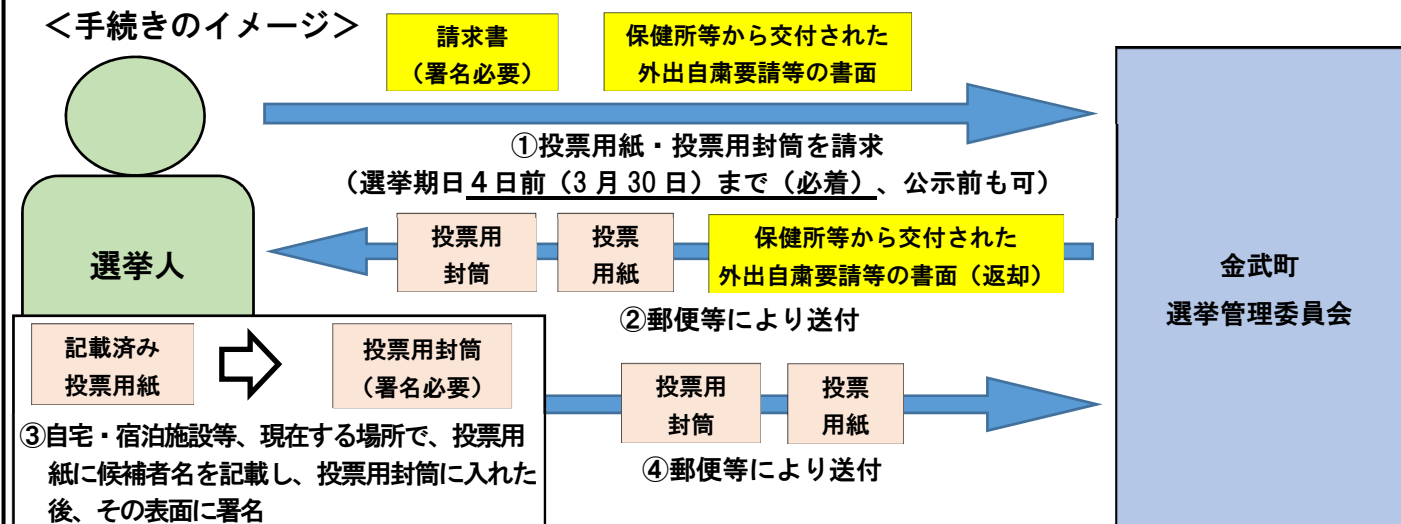 ＜手続きのイメージ＞
請求書
（署名必要）
保健所等から交付された
外出自粛要請等の書面
①投票用紙・投票用封筒を請求
（選挙期日４日前（3月30日）まで（必着）、公示前も可）
選挙人
投票用
封筒
投票
用紙
保健所等から交付された
外出自粛要請等の書面（返却）
②郵便等により送付
金武町
選挙管理委員会
記載済み
投票用紙
投票用封筒
（署名必要）
③自宅・宿泊施設等、現在する場所で、投票用
紙に候補者名を記載し、投票用封筒に入れた
後、その表面に署名
投票用
封筒
投票
用紙
④郵便等により送付